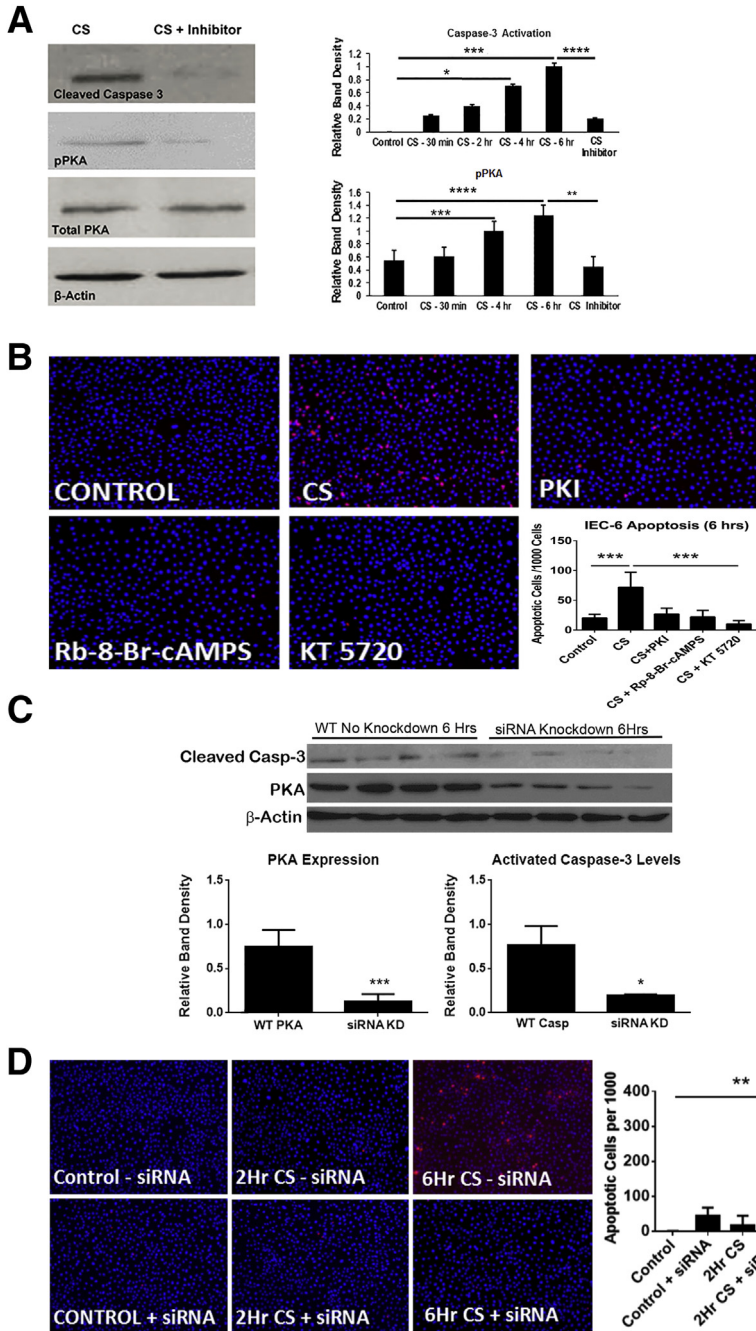 A
CS CS + Inhibitor
Cleaved Caspase 3
pPKA
Total PKA
β-Actin
Caspase-3 Activation
*** ****
*
Relative Band Density
1.2
1
0.8
0.6
0.4
0.2
0
Control CS - 30 min CS - 2 hr CS - 4 hr CS - 6 hr CS Inhibitor
pPKA
**** **
***
Relative Band Density
1.6
1.4
1.2
1
0.8
0.6
0.4
0.2
0
Control CS - 30 min CS - 4 hr CS - 6 hr CS Inhibitor
B
CONTROL
CS
PKI
Rb-8-Br-cAMPS
KT 5720
IEC-6 Apoptosis (6 hrs)
*** ***
Apoptotic Cells /1000 Cells
100
50
0
Control
CS
CS+PKI
CS + Rp-8-Br-cAMPS
CS + KT 5720
C
WT No Knockdown 6 Hrs siRNA Knockdown 6Hrs
Cleaved Casp-3
PKA
β-Actin
PKA Expression
Relative Band Density
1.5
1.0
0.5
0.0
***
WT PKA siRNA KD
Activated Caspase-3 Levels
Relative Band Density
1.5
1.0
0.5
0.0
*
WT Casp siRNA KD
D
Control - siRNA
2Hr CS - siRNA
6Hr CS - siRNA
CONTROL + siRNA
2Hr CS + siRNA
6Hr CS + siRNA
**
Apoptotic Cells per 1000
400
300
200
100
0
Control
Control + siRNA
2Hr CS
2Hr CS + siR